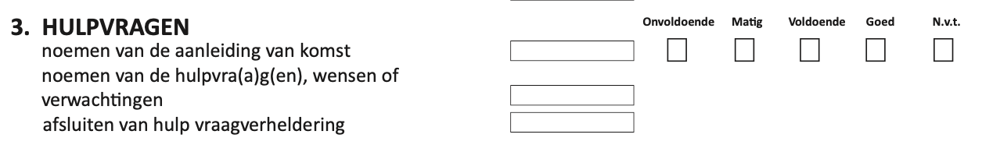 Onvoldoende Matig Voldoende Goed N.v.t.
3. HULPVRAGEN
noemen van de aanleiding van komst
noemen van de hulpvra(a)g(en), wensen of
verwachtingen
afsluiten van hulp vraagverheldering